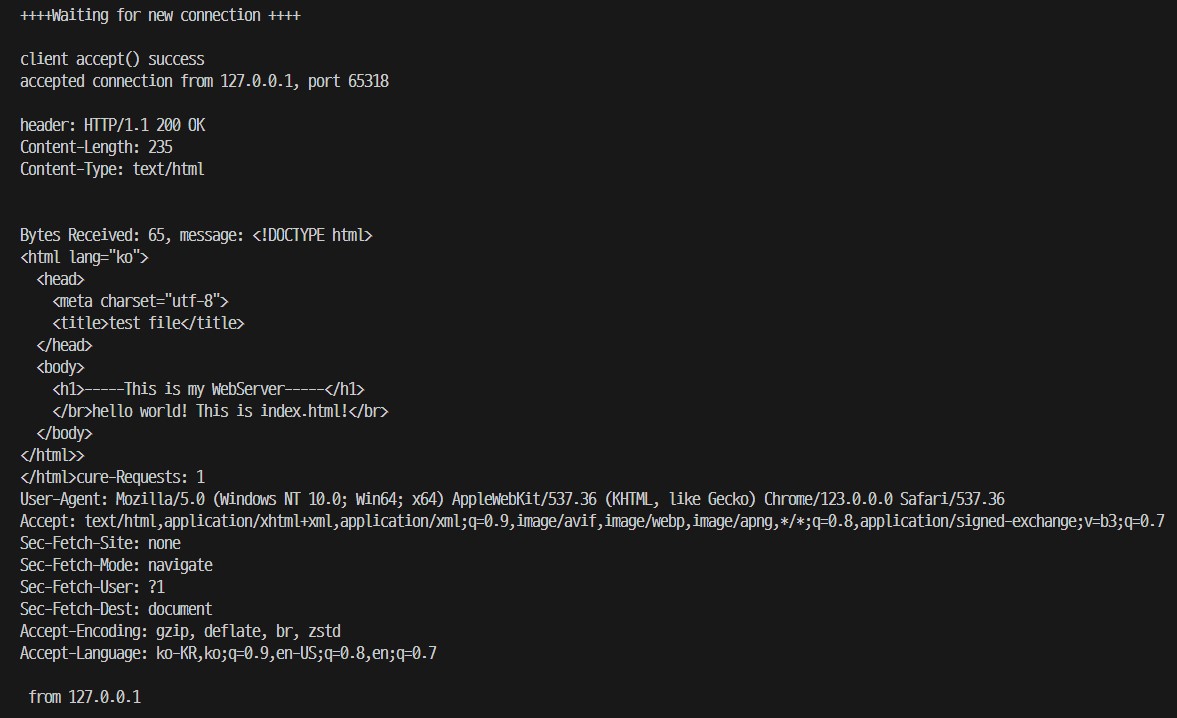 ++++Waiting for new connection ++++
client accept() success
accepted connection from 127.0.0.1, port 65318
header: HTTP/1.1 200 OK
Content-Length: 235
Content-Type: text/html
Bytes Received: 65, message: <!DOCTYPE html>
<html lang="ko">
<head>
<meta charset="utf-8">
<title>test file</title>
</head>
<body>
<h1>-----This is my WebServer-----</h1>
</br>hello world! This is index.html!</br>
</body>
</html>>
</html>cure-Requests: 1
User-Agent: Mozilla/5.0 (Windows NT 10.0; Win64; x64) AppleWebKit/537.36 (KHTML, like Gecko) Chrome/123.0.0.0 Safari/537.36
Accept: text/html,application/xhtml+xml,application/xml;q=0.9,image/avif,image/webp,image/apng,*/*;q=0.8,application/signed-exchange;v=b3;q=0.7
Sec-Fetch-Site: none
Sec-Fetch-Mode: navigate
Sec-Fetch-User: ?1
Sec-Fetch-Dest: document
Accept-Encoding: gzip, deflate, br, zstd
Accept-Language: ko-KR,ko;q=0.9,en-US;q=0.8,en;q=0.7
from 127.0.0.1